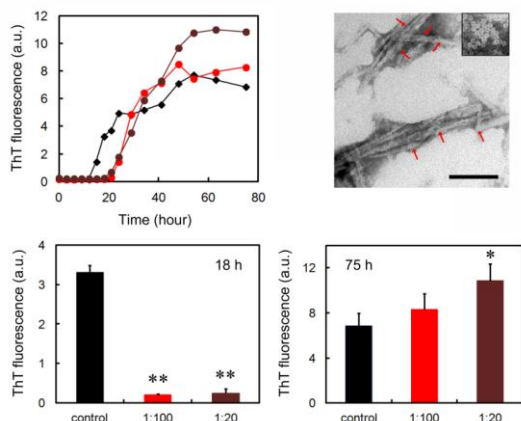 ThT fluorescence (a.u.)
12
10
8
6
4
2
0
0 20 40 60 80
Time (hour)
ThT fluorescence (a.u.)
4
3
2
1
0
18 h
** **
control 1:100 1:20
ThT fluorescence (a.u.)
12
8
4
0
75 h
*
control 1:100 1:20